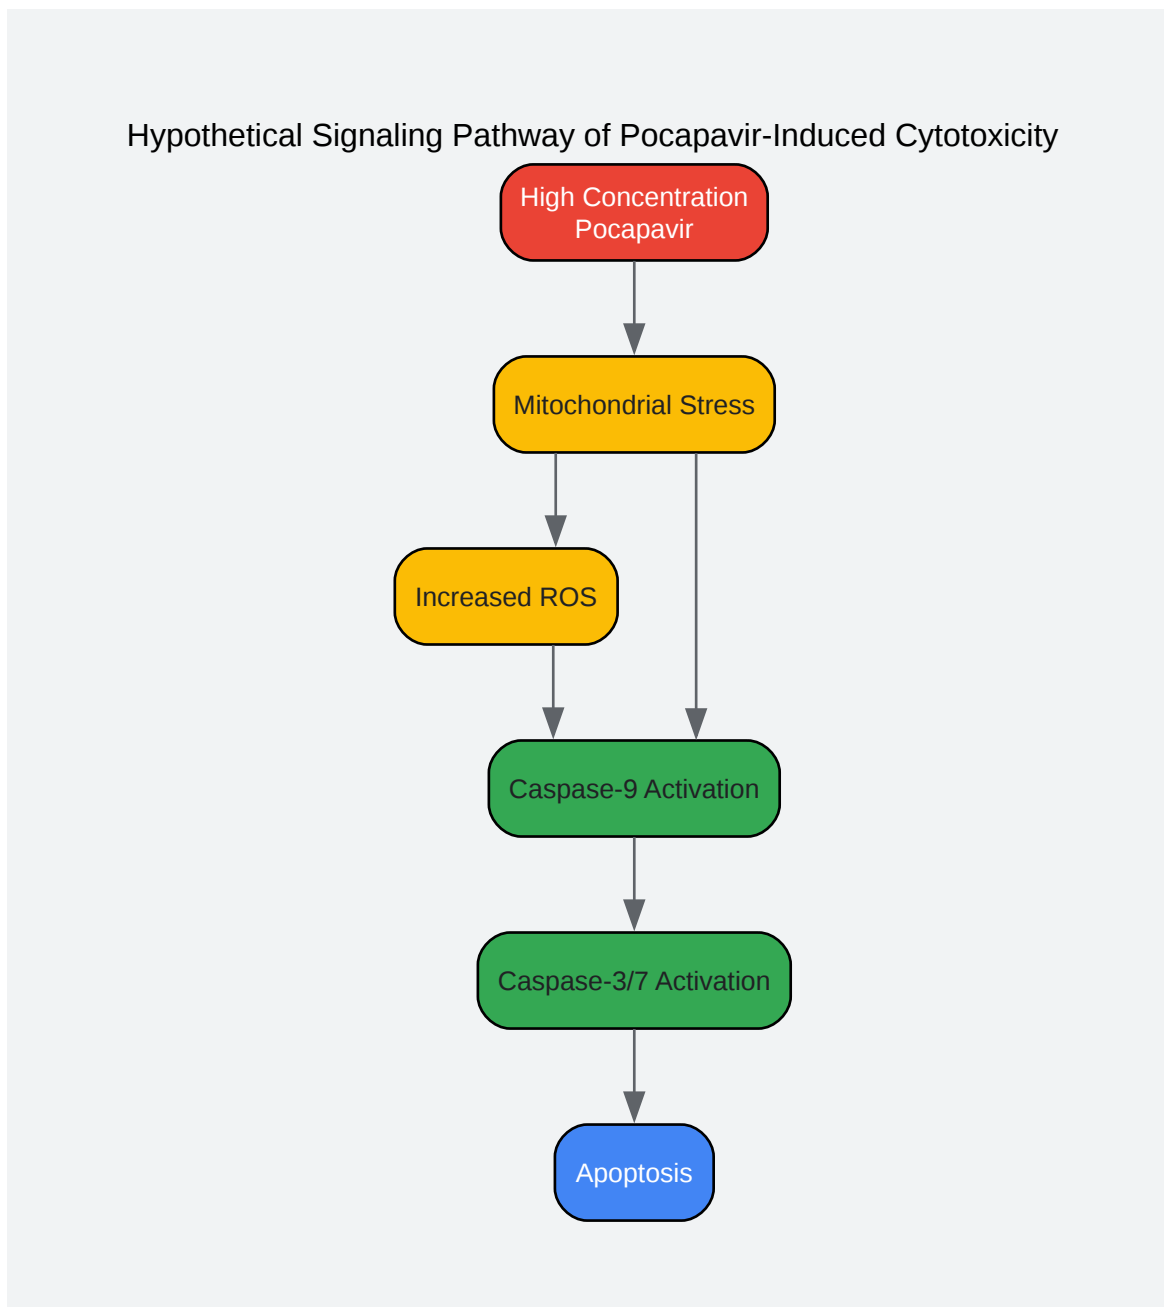 Hypothetical Signaling Pathway of Pocapavir-Induced Cytotoxicity
High Concentration
Pocapavir
Mitochondrial Stress
Increased ROS
Caspase-9 Activation
Caspase-3/7 Activation
Apoptosis